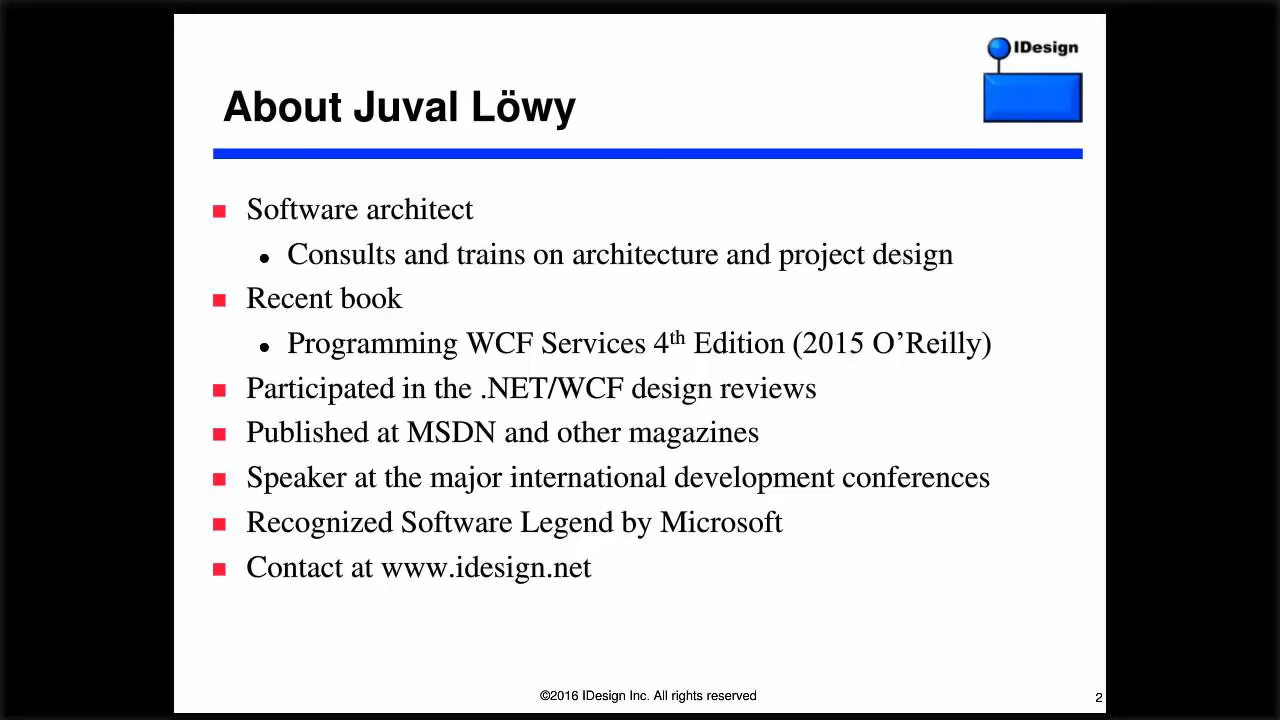 IDesign
About Juval Löwy
Software architect
Consults and trains on architecture and project design
Recent book
Programming WCF Services 4th Edition (2015 O’Reilly)
Participated in the .NET/WCF design reviews
Published at MSDN and other magazines
Speaker at the major international development conferences
Recognized Software Legend by Microsoft
Contact at www.idesign.net
©2016 IDesign Inc. All rights reserved
2